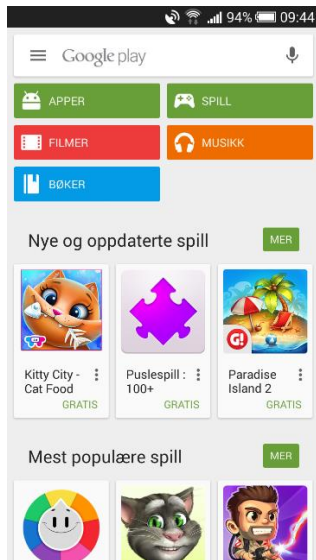 94% 09:44
Google play
APPER
SPILL
FILMER
MUSIKK
BØKER
Nye og oppdaterte spill
MER
Kitty City -
Cat Food
GRATIS
Puslespill :
100+
GRATIS
G!
Paradise
Island 2
GRATIS
Mest populære spill
MER